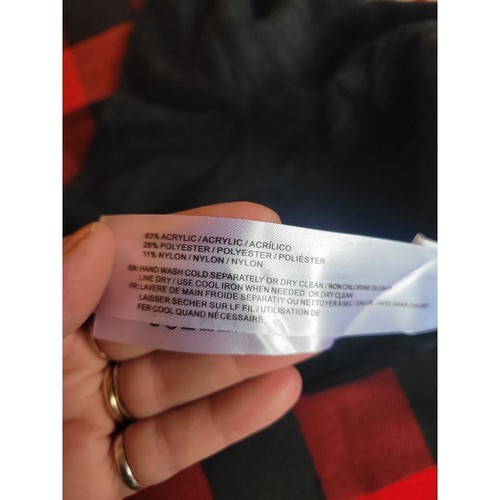 63% ACRYLIC / ACRYLIC / ACRÍLICO
26% POLYESTER / POLYESTER / POLIÉSTER
11% NYLON / NYLON / NYLON
EN: HAND WASH COLD SEPARATELY OR DRY CLEAN / NON CHLORINE BLEACH
LINE DRY / USE COOL IRON WHEN NEEDED OR DRY CLEAN
FR: LAVERE DE MAIN FROIDE SEPARATIV OU NETTOYER À SEC
LAISSER SECHER SUR LF FIL / UTILISATION DE
FER COOL QUAND NÉCESSAIRE